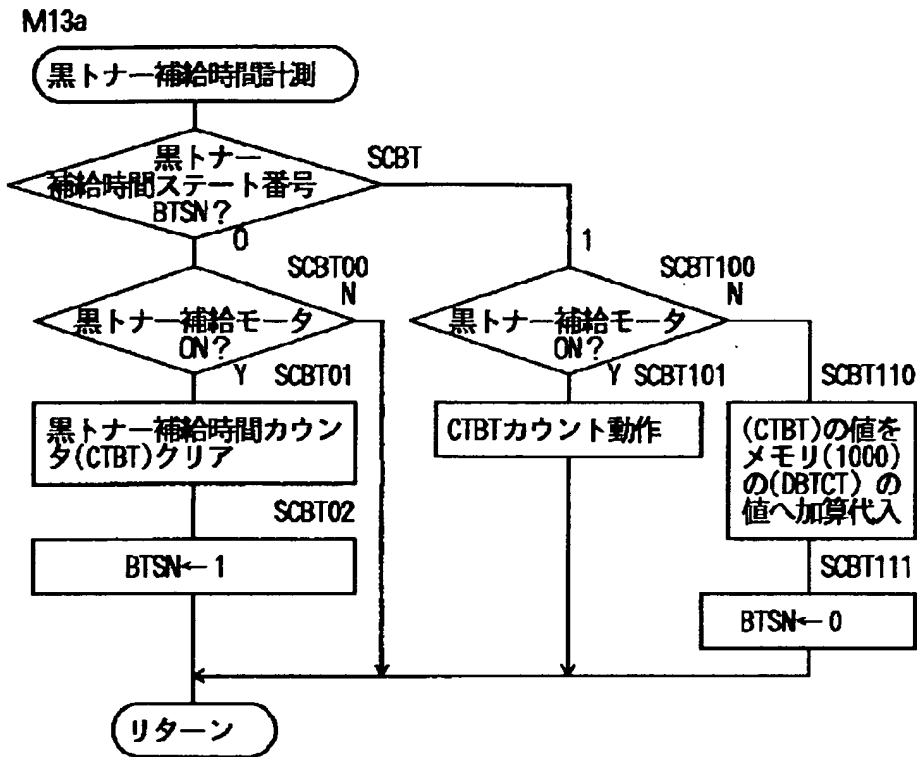 M13a
黒トナー補給時間計測
黒トナー
補給時間ステート番号
BTSN?
SCBT
0
1
SCBT00
N
黒トナー補給モータ
ON?
Y
SCBT01
黒トナー補給時間カウン
タ(CTBT)クリア
SCBT02
BTSN←1
SCBT100
N
黒トナー補給モータ
ON?
Y SCBT101
CTBTカウント動作
SCBT110
(CTBT)の値を
メモリ(1000)
の(DBTCT)の
値へ加算代入
SCBT111
BTSN←0
リターン